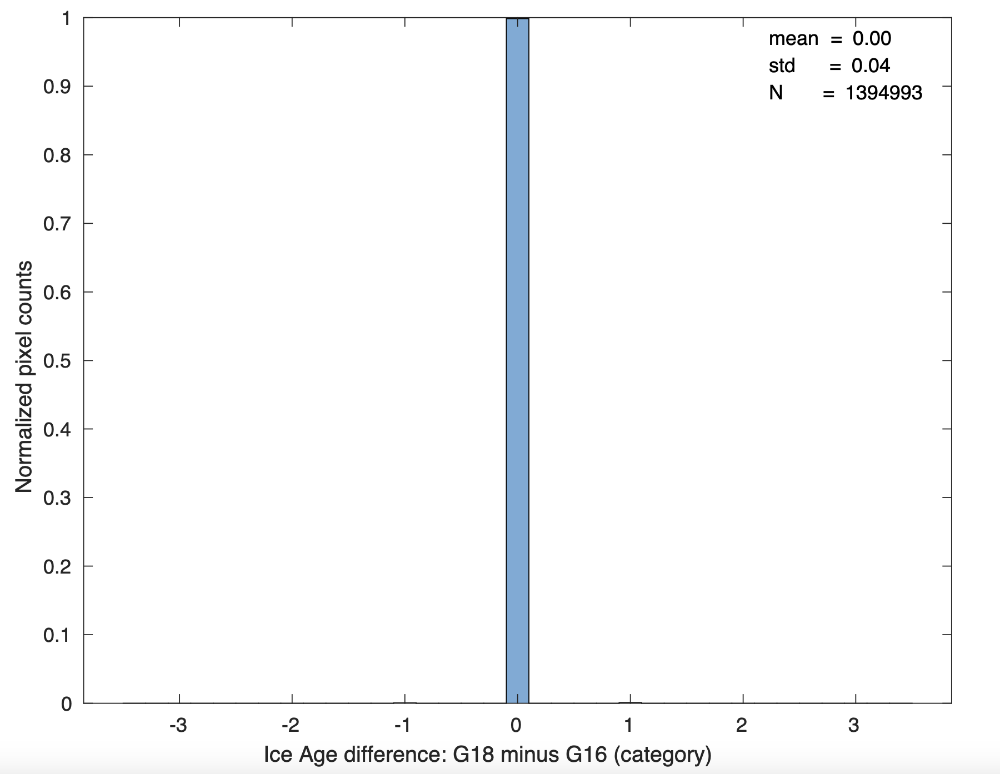 1
mean = 0.00
std = 0.04
N = 1394993
0.9
0.8
0.7
0.6
0.5
0.4
0.3
0.2
0.1
0
Normalized pixel counts
-3 -2 -1 0 1 2 3
Ice Age difference: G18 minus G16 (category)